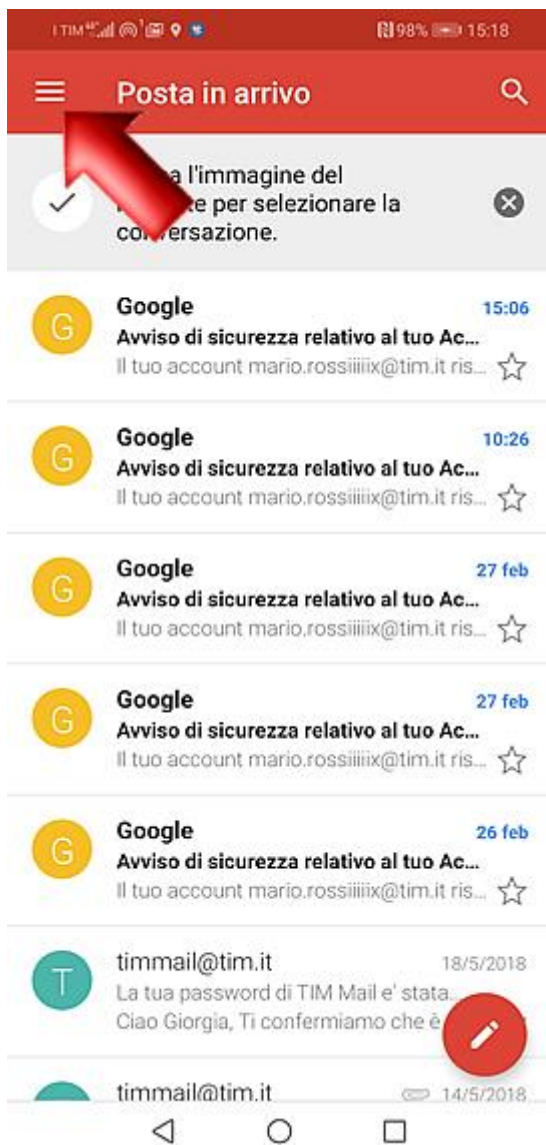 I TIM 98% 15:18
Posta in arrivo
l'immagine del
per selezionare la
conversazione.
G Google 15:06
Avviso di sicurezza relativo al tuo Ac...
Il tuo account mario.rossiiiiix@tim.it ris...
G Google 10:26
Avviso di sicurezza relativo al tuo Ac...
Il tuo account mario.rossiiiiix@tim.it ris...
G Google 27 feb
Avviso di sicurezza relativo al tuo Ac...
Il tuo account mario.rossiiiiix@tim.it ris...
G Google 27 feb
Avviso di sicurezza relativo al tuo Ac...
Il tuo account mario.rossiiiiix@tim.it ris...
G Google 26 feb
Avviso di sicurezza relativo al tuo Ac...
Il tuo account mario.rossiiiiix@tim.it ris...
T timmail@tim.it 18/5/2018
La tua password di TIM Mail e' stata...
Ciao Giorgia, Ti confermiamo che è
timmail@tim.it 14/5/2018